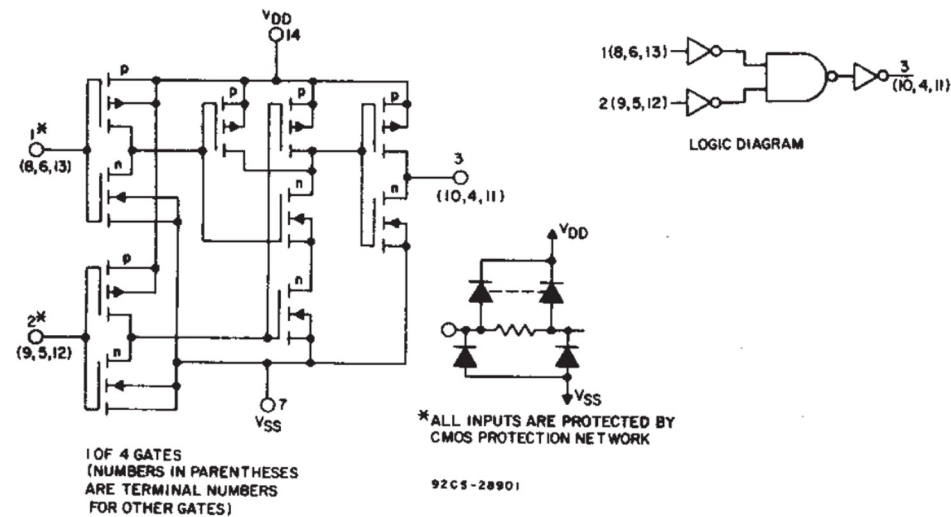 VDD
14
p
p
p
p
1*
(8,6,13)
n
n
n
3
(10,4,11)
p
n
2*
(9,5,12)
n
7
VSS
1 OF 4 GATES
(NUMBERS IN PARENTHESES
ARE TERMINAL NUMBERS
FOR OTHER GATES)
1(8,6,13)
2(9,5,12)
3
(10,4,11)
LOGIC DIAGRAM
VDD
VSS
*ALL INPUTS ARE PROTECTED BY
CMOS PROTECTION NETWORK
92CS-28901